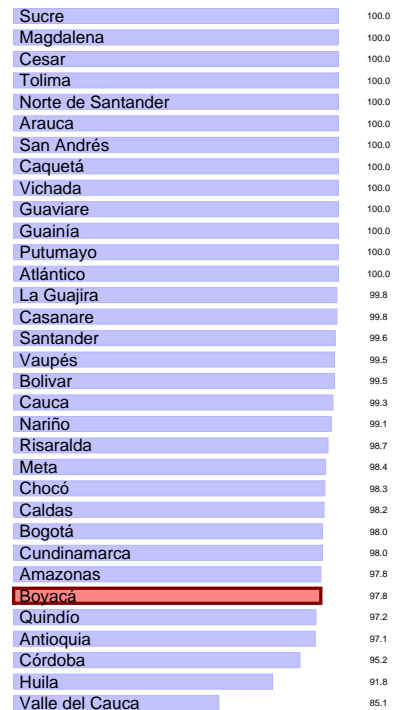 Sucre 100.0
Magdalena 100.0
Cesar 100.0
Tolima 100.0
Norte de Santander 100.0
Arauca 100.0
San Andrés 100.0
Caquetá 100.0
Vichada 100.0
Guaviare 100.0
Guainía 100.0
Putumayo 100.0
Atlántico 100.0
La Guajira 99.8
Casanare 99.8
Santander 99.6
Vaupés 99.5
Bolivar 99.5
Cauca 99.3
Nariño 99.1
Risaralda 98.7
Meta 98.4
Chocó 98.3
Caldas 98.2
Bogotá 98.0
Cundinamarca 98.0
Amazonas 97.8
Boyacá 97.8
Quindío 97.2
Antioquia 97.1
Córdoba 95.2
Huila 91.8
Valle del Cauca 85.1